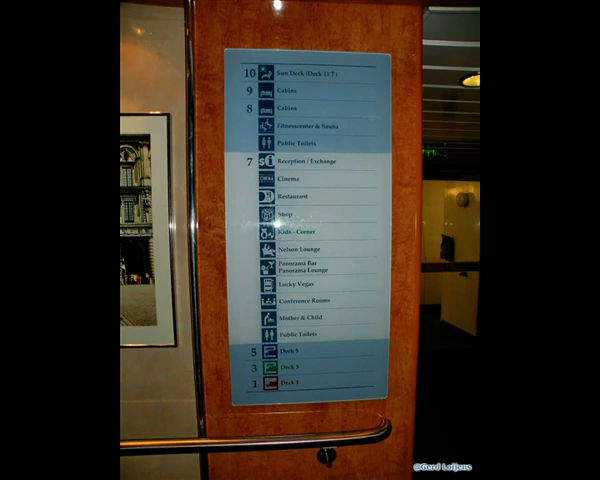 10 Sun Deck (Deck 11↑)
9 Cabins
8 Cabins
Fitnesscenter & Sauna
Public Toilets
7 Reception / Exchange
CINEMA Cinema
Restaurant
Shop
Kids - Corner
Nelson Lounge
Panorama Bar
Panorama Lounge
Lucky Vegas
Conference Rooms
Mother & Child
Public Toilets
5 Deck 5
3 Deck 3
1 Deck 1
@Gerd Luijens